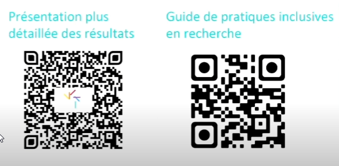 Présentation plus
détaillée des résultats
Guide de pratiques inclusives
en recherche